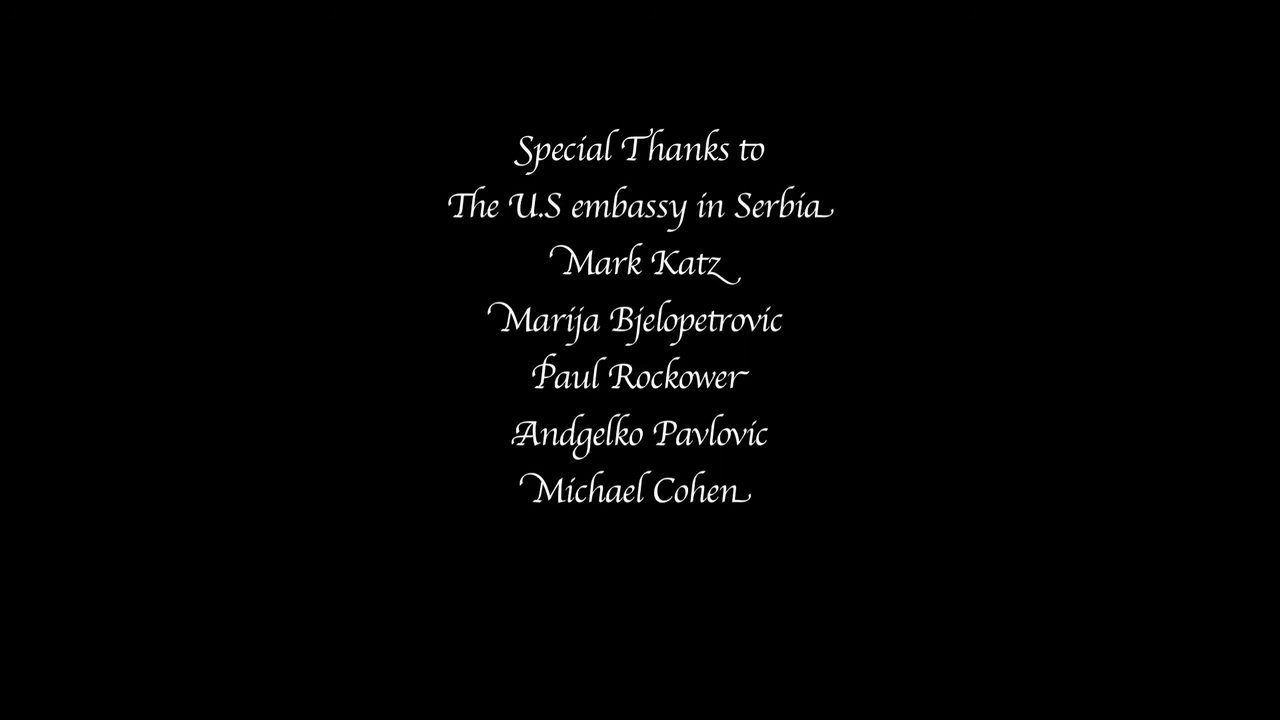 Special Thanks to
The U.S embassy in Serbia
Mark Katz
Marija Bjelopetrovic
Paul Rockower
Andgelko Pavlovic
Michael Cohen